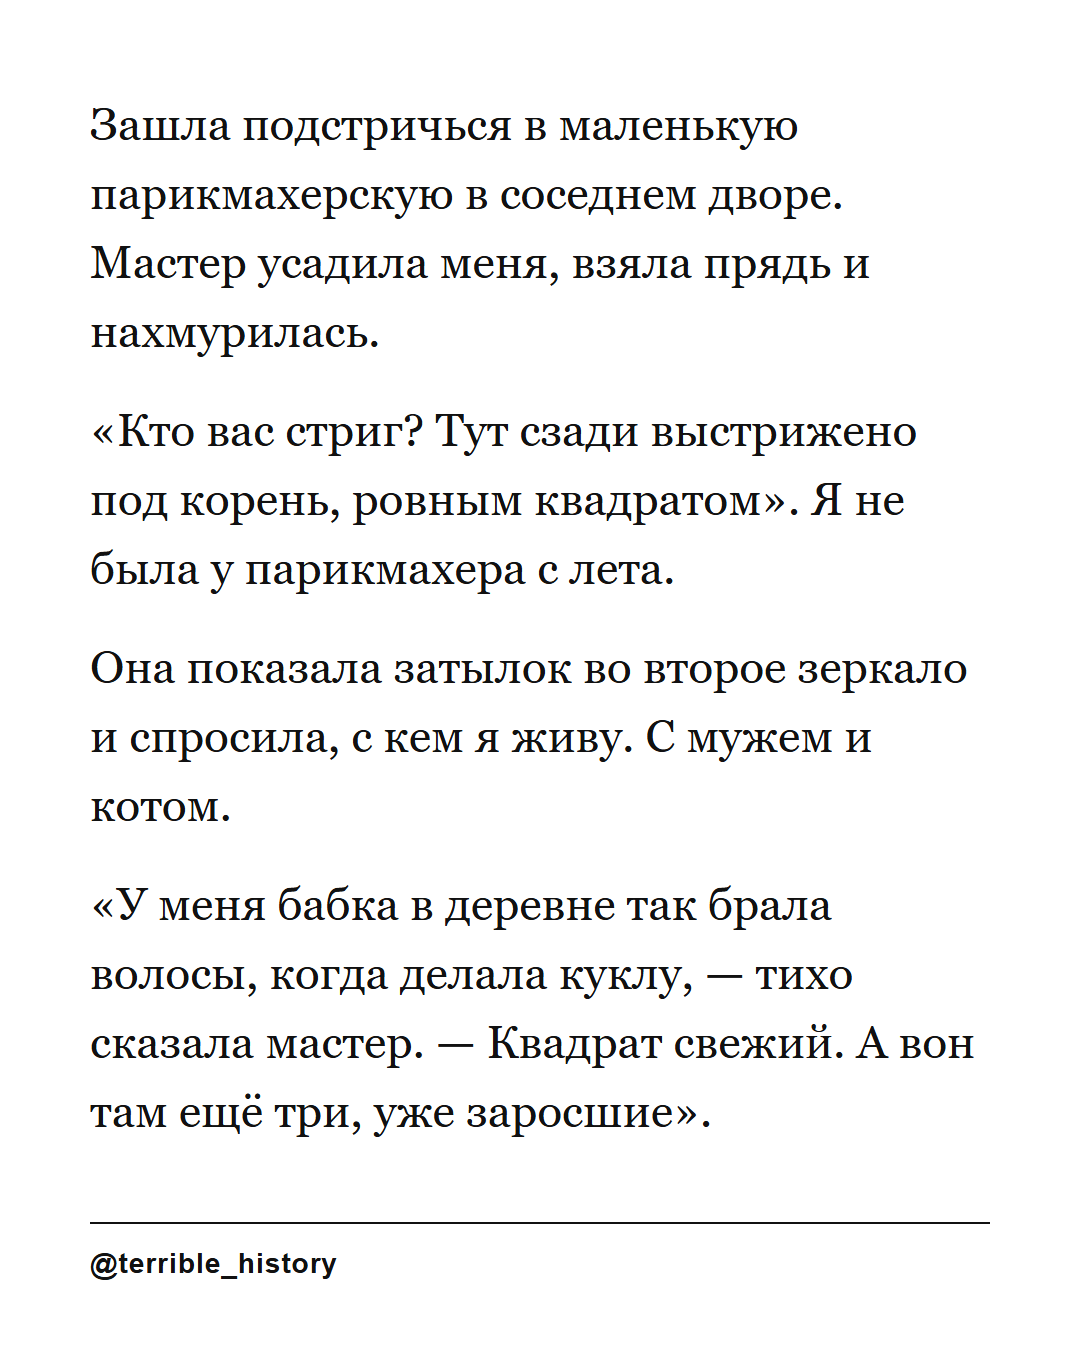 Зашла подстричься в маленькую
парикмахерскую в соседнем дворе.
Мастер усадила меня, взяла прядь и
нахмурилась.
«Кто вас стриг? Тут сзади выстрижено
под корень, ровным квадратом». Я не
была у парикмахера с лета.
Она показала затылок во второе зеркало
и спросила, с кем я живу. С мужем и
котом.
«У меня бабка в деревне так брала
волосы, когда делала куклу, — тихо
сказала мастер. — Квадрат свежий. А вон
там ещё три, уже заросшие».
@terrible_history